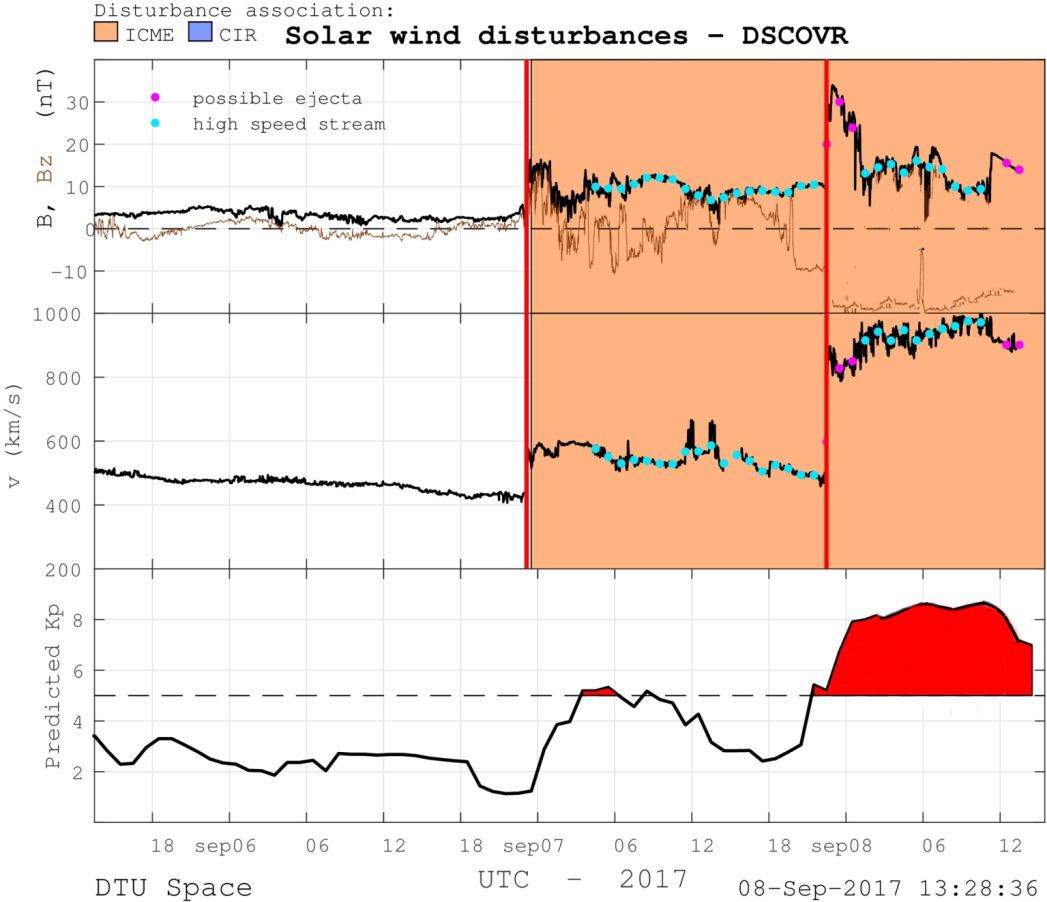 Disturbance association:
ICME CIR Solar wind disturbances - DSCOVR
possible ejecta
high speed stream
B, Bz (nT)
30
20
10
0
-10
v (km/s)
1000
800
600
400
200
Predicted Kp
8
6
4
2
18 sep06 06 12 18 sep07 06 12 18 sep08 06 12
UTC - 2017
DTU Space 08-Sep-2017 13:28:36